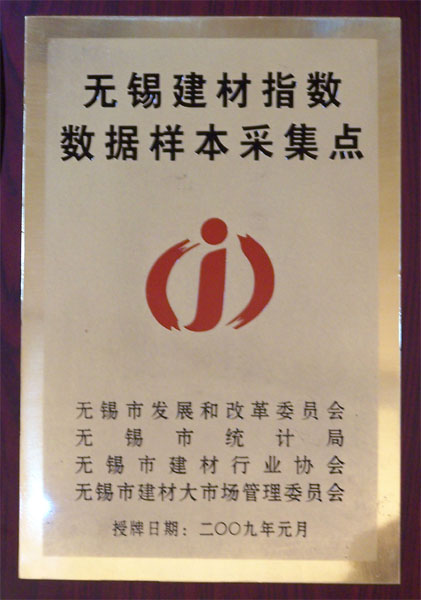 无锡建材指数
数据样本采集点
无锡市发展和改革委员会
无锡市统计局
无锡市建材行业协会
无锡市建材大市场管理委员会
授牌日期：二〇〇九年元月